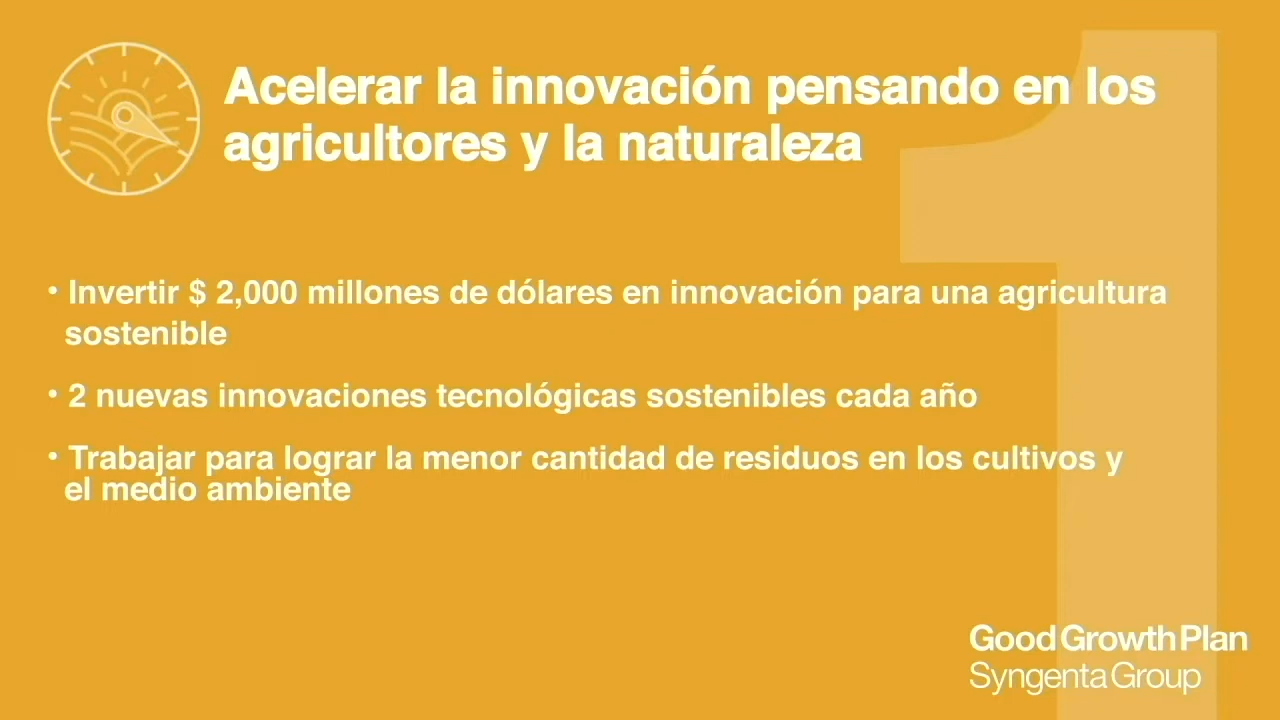 1
Acelerar la innovación pensando en los
agricultores y la naturaleza
• Invertir $ 2,000 millones de dólares en innovación para una agricultura
sostenible
• 2 nuevas innovaciones tecnológicas sostenibles cada año
• Trabajar para lograr la menor cantidad de residuos en los cultivos y
el medio ambiente
Good Growth Plan
Syngenta Group